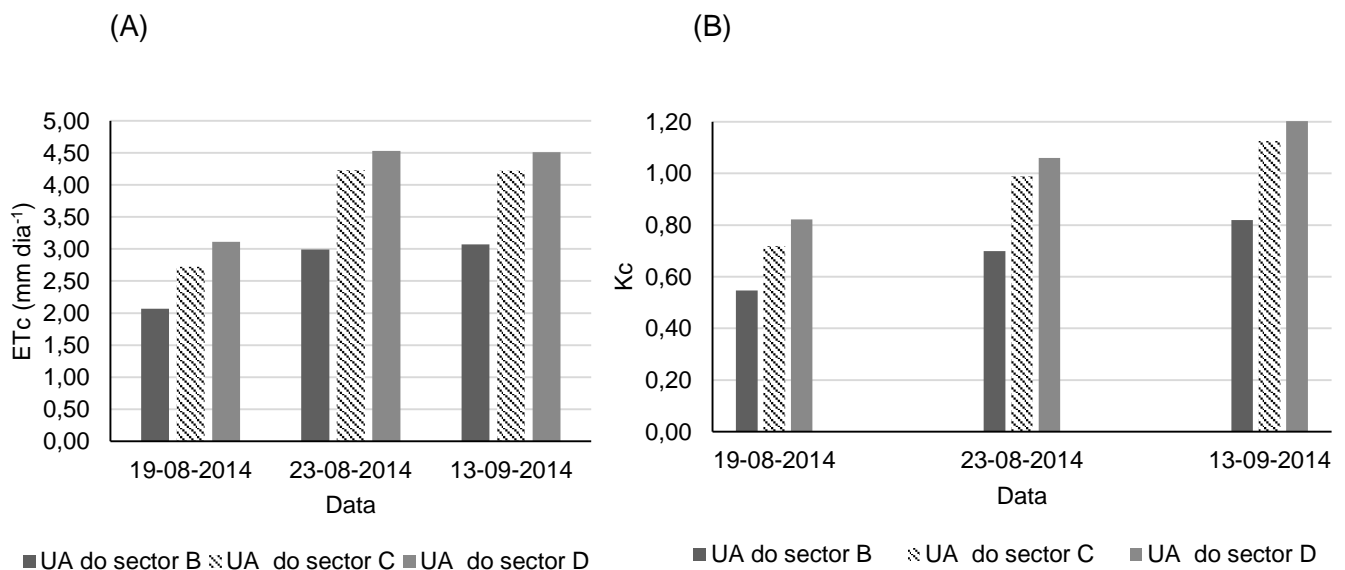 (A)
5,00
4,50
4,00
3,50
3,00
2,50
2,00
1,50
1,00
0,50
0,00
ETc (mm dia⁻¹)
19-08-2014 23-08-2014 13-09-2014
Data
UA do sector B UA do sector C UA do sector D
(B)
1,20
1,00
0,80
0,60
0,40
0,20
0,00
Kc
19-08-2014 23-08-2014 13-09-2014
Data
UA do sector B UA do sector C UA do sector D